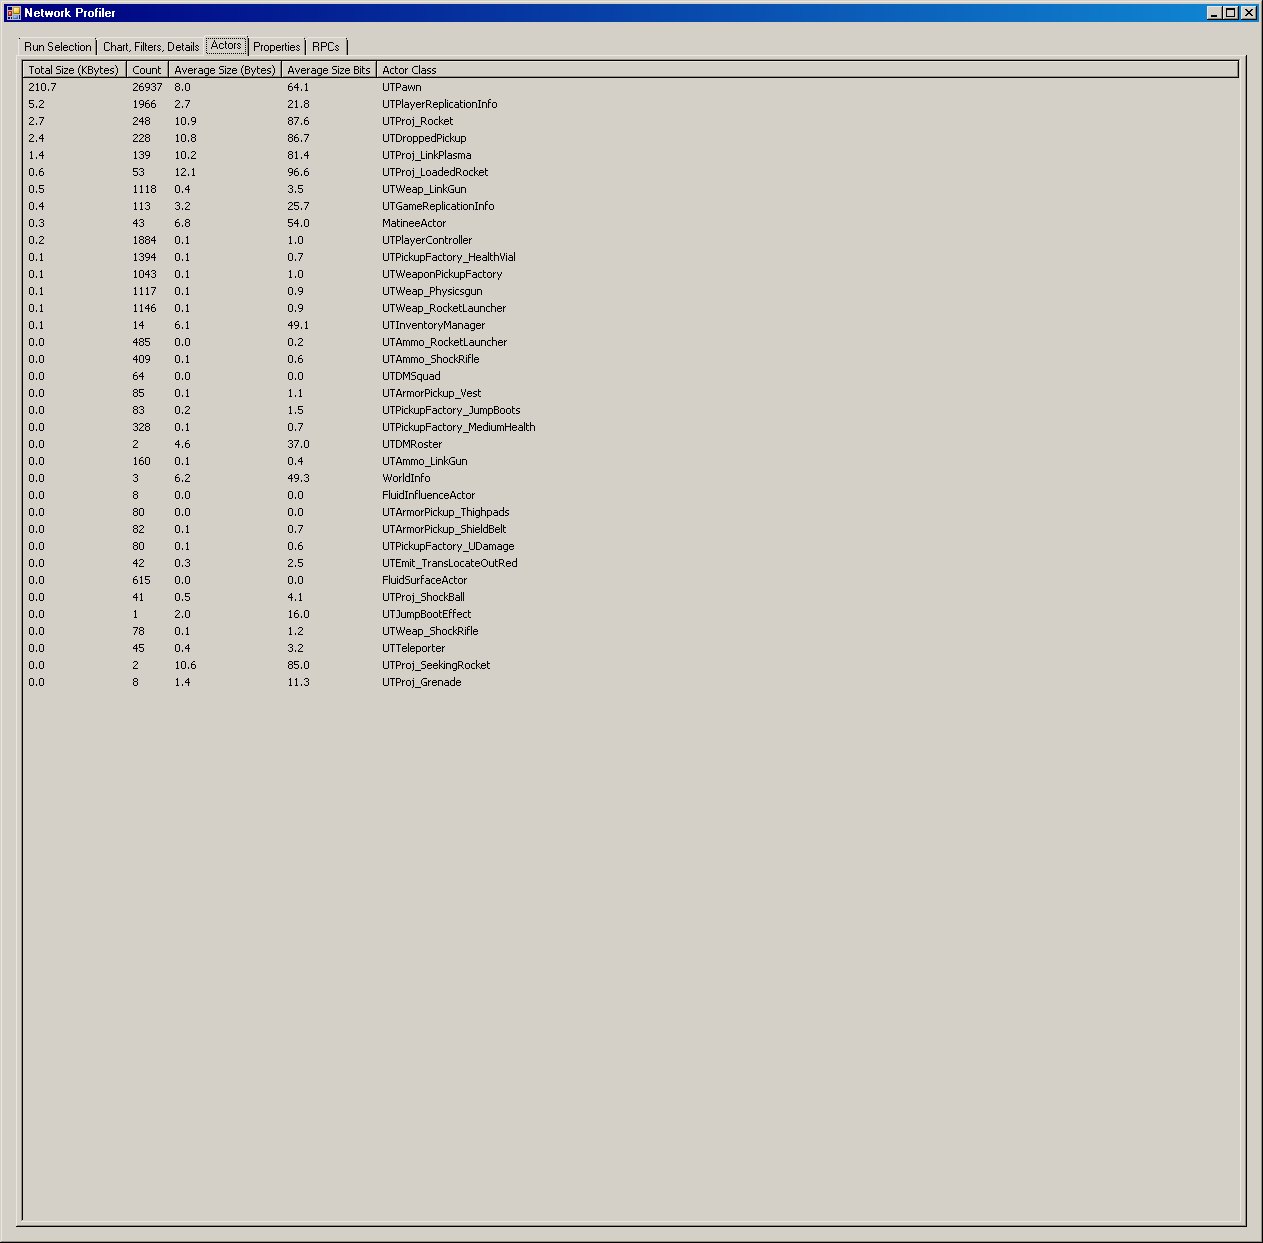 Network Profiler
Run Selection Chart, Filters, Details Actors Properties RPCs
Total Size (KBytes) Count Average Size (Bytes) Average Size Bits Actor Class
210.7 26937 8.0 64.1 UTPawn
5.2 1966 2.7 21.8 UTPlayerReplicationInfo
2.7 248 10.9 87.6 UTProj_Rocket
2.4 228 10.8 86.7 UTDroppedPickup
1.4 139 10.2 81.4 UTProj_LinkPlasma
0.6 53 12.1 96.6 UTProj_LoadedRocket
0.5 1118 0.4 3.5 UTWeap_LinkGun
0.4 113 3.2 25.7 UTGameReplicationInfo
0.3 43 6.8 54.0 MatineeActor
0.2 1884 0.1 1.0 UTPlayerController
0.1 1394 0.1 0.7 UTPickupFactory_HealthVial
0.1 1043 0.1 1.0 UTWeaponPickupFactory
0.1 1117 0.1 0.9 UTWeap_Physicsgun
0.1 1146 0.1 0.9 UTWeap_RocketLauncher
0.1 14 6.1 49.1 UTInventoryManager
0.0 485 0.0 0.2 UTAmmo_RocketLauncher
0.0 409 0.1 0.6 UTAmmo_ShockRifle
0.0 64 0.0 0.0 UTDMSquad
0.0 85 0.1 1.1 UTArmorPickup_Vest
0.0 83 0.2 1.5 UTPickupFactory_JumpBoots
0.0 328 0.1 0.7 UTPickupFactory_MediumHealth
0.0 2 4.6 37.0 UTDMRoster
0.0 160 0.1 0.4 UTAmmo_LinkGun
0.0 3 6.2 49.3 WorldInfo
0.0 8 0.0 0.0 FluidInfluenceActor
0.0 80 0.0 0.0 UTArmorPickup_Thighpads
0.0 82 0.1 0.7 UTArmorPickup_ShieldBelt
0.0 80 0.1 0.6 UTPickupFactory_UDamage
0.0 42 0.3 2.5 UTEmit_TransLocateOutRed
0.0 615 0.0 0.0 FluidSurfaceActor
0.0 41 0.5 4.1 UTProj_ShockBall
0.0 1 2.0 16.0 UTJumpBootEffect
0.0 78 0.1 1.2 UTWeap_ShockRifle
0.0 45 0.4 3.2 UTTeleporter
0.0 2 10.6 85.0 UTProj_SeekingRocket
0.0 8 1.4 11.3 UTProj_Grenade